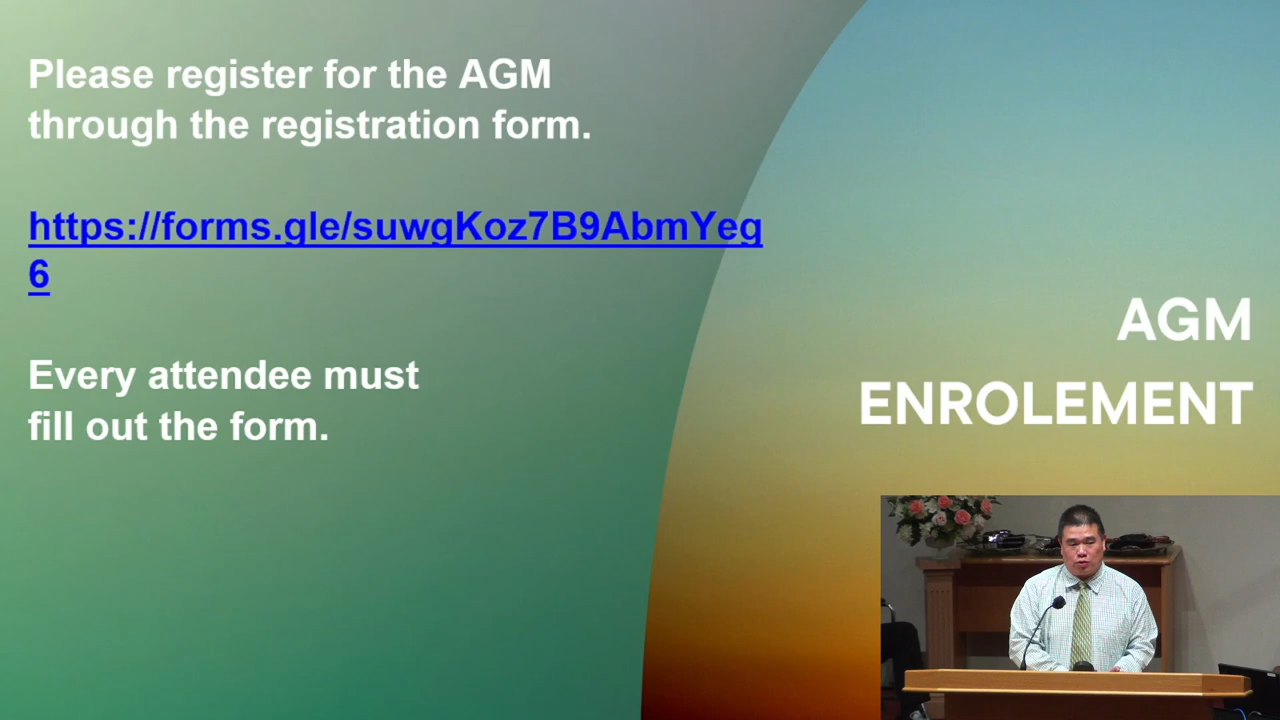 Please register for the AGM
through the registration form.
https://forms.gle/suwgKoz7B9AbmYeg
6
Every attendee must
fill out the form.
AGM
ENROLEMENT